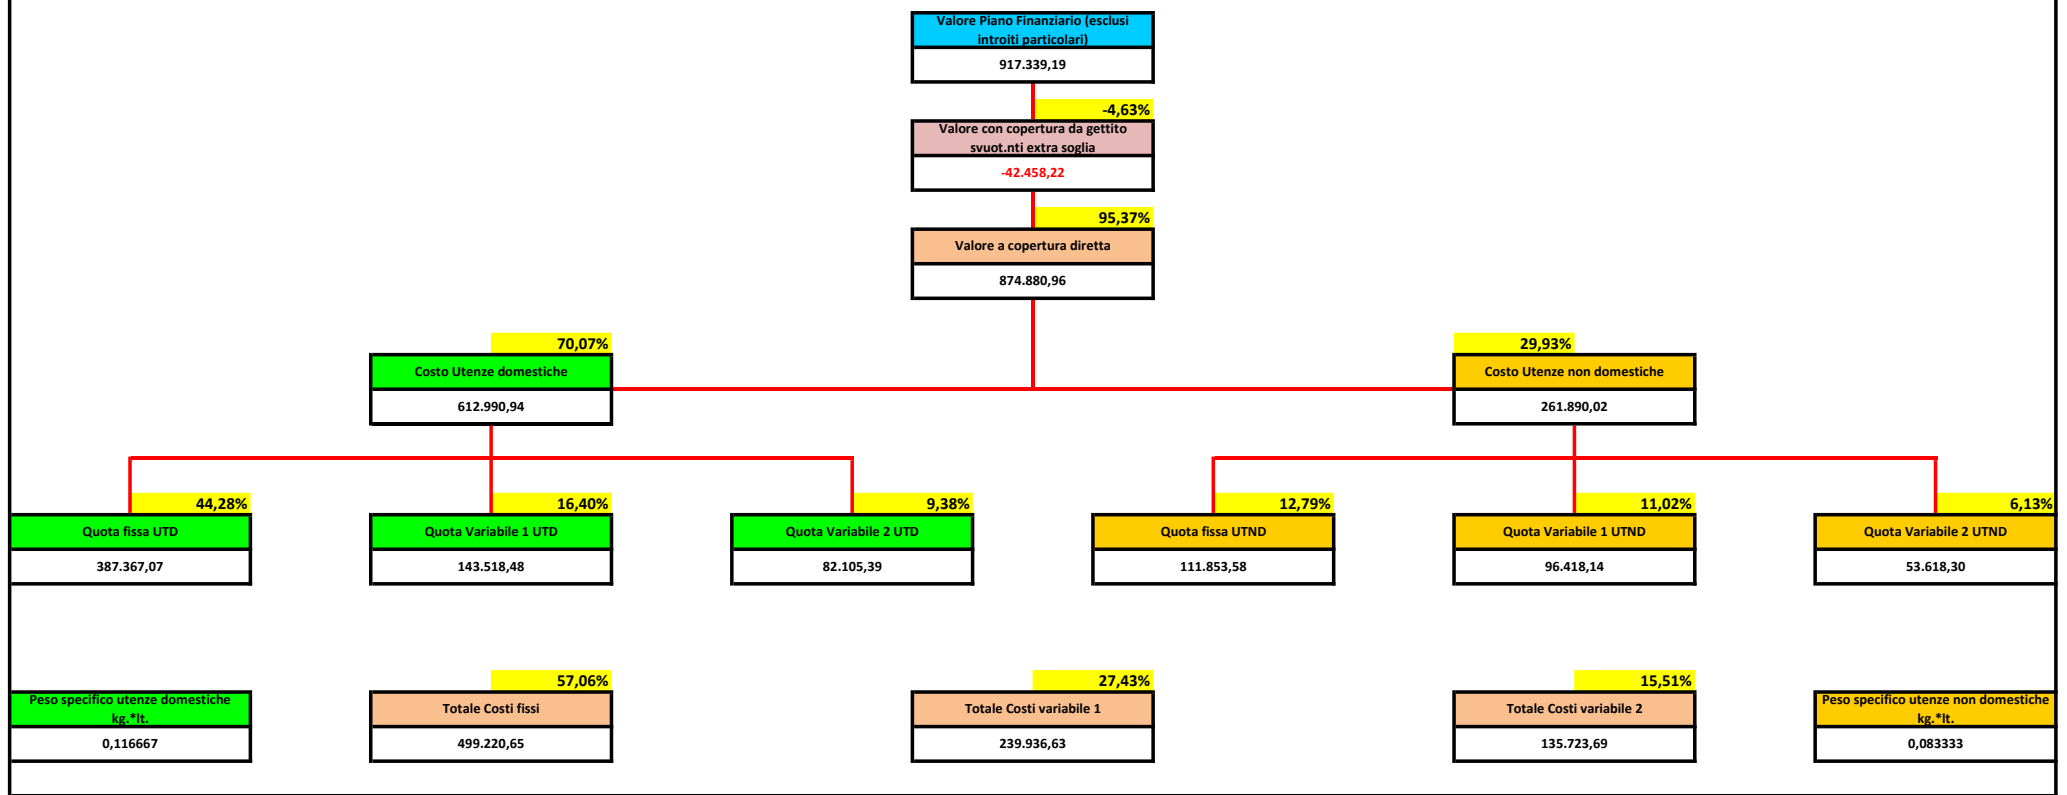 Valore Piano Finanziario (esclusi
introiti particolari)
917.339,19
-4,63%
Valore con copertura da gettito
svuot.nti extra soglia
-42.458,22
95,37%
Valore a copertura diretta
874.880,96
70,07%
29,93%
Costo Utenze domestiche
Costo Utenze non domestiche
612.990,94
261.890,02
44,28%
16,40%
9,38%
12,79%
11,02%
6,13%
Quota fissa UTD
Quota Variabile 1 UTD
Quota Variabile 2 UTD
Quota fissa UTND
Quota Variabile 1 UTND
Quota Variabile 2 UTND
387.367,07
143.518,48
82.105,39
111.853,58
96.418,14
53.618,30
57,06%
27,43%
15,51%
Peso specifico utenze domestiche
kg.*lt.
Totale Costi fissi
Totale Costi variabile 1
Totale Costi variabile 2
Peso specifico utenze non domestiche
kg.*lt.
0,116667
499.220,65
239.936,63
135.723,69
0,083333